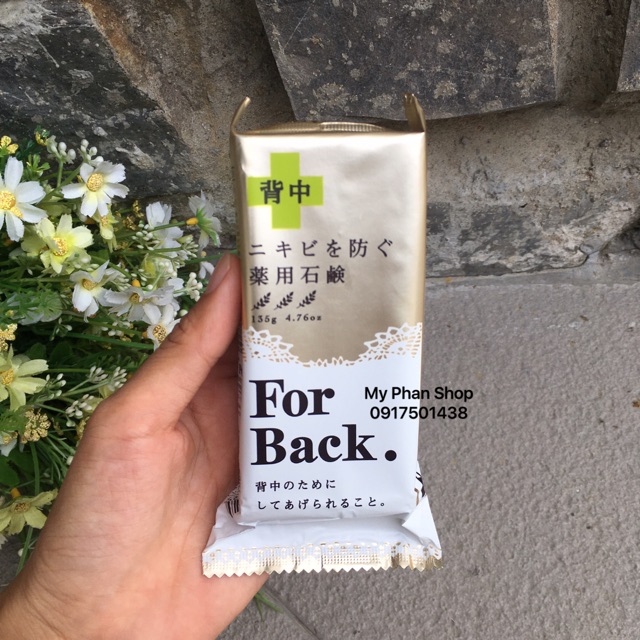 背中
ニキビを防ぐ
薬用石鹸
135g 4.76oz
For
Back.
背中のために
してあげられること。
My Phan Shop
0917501438